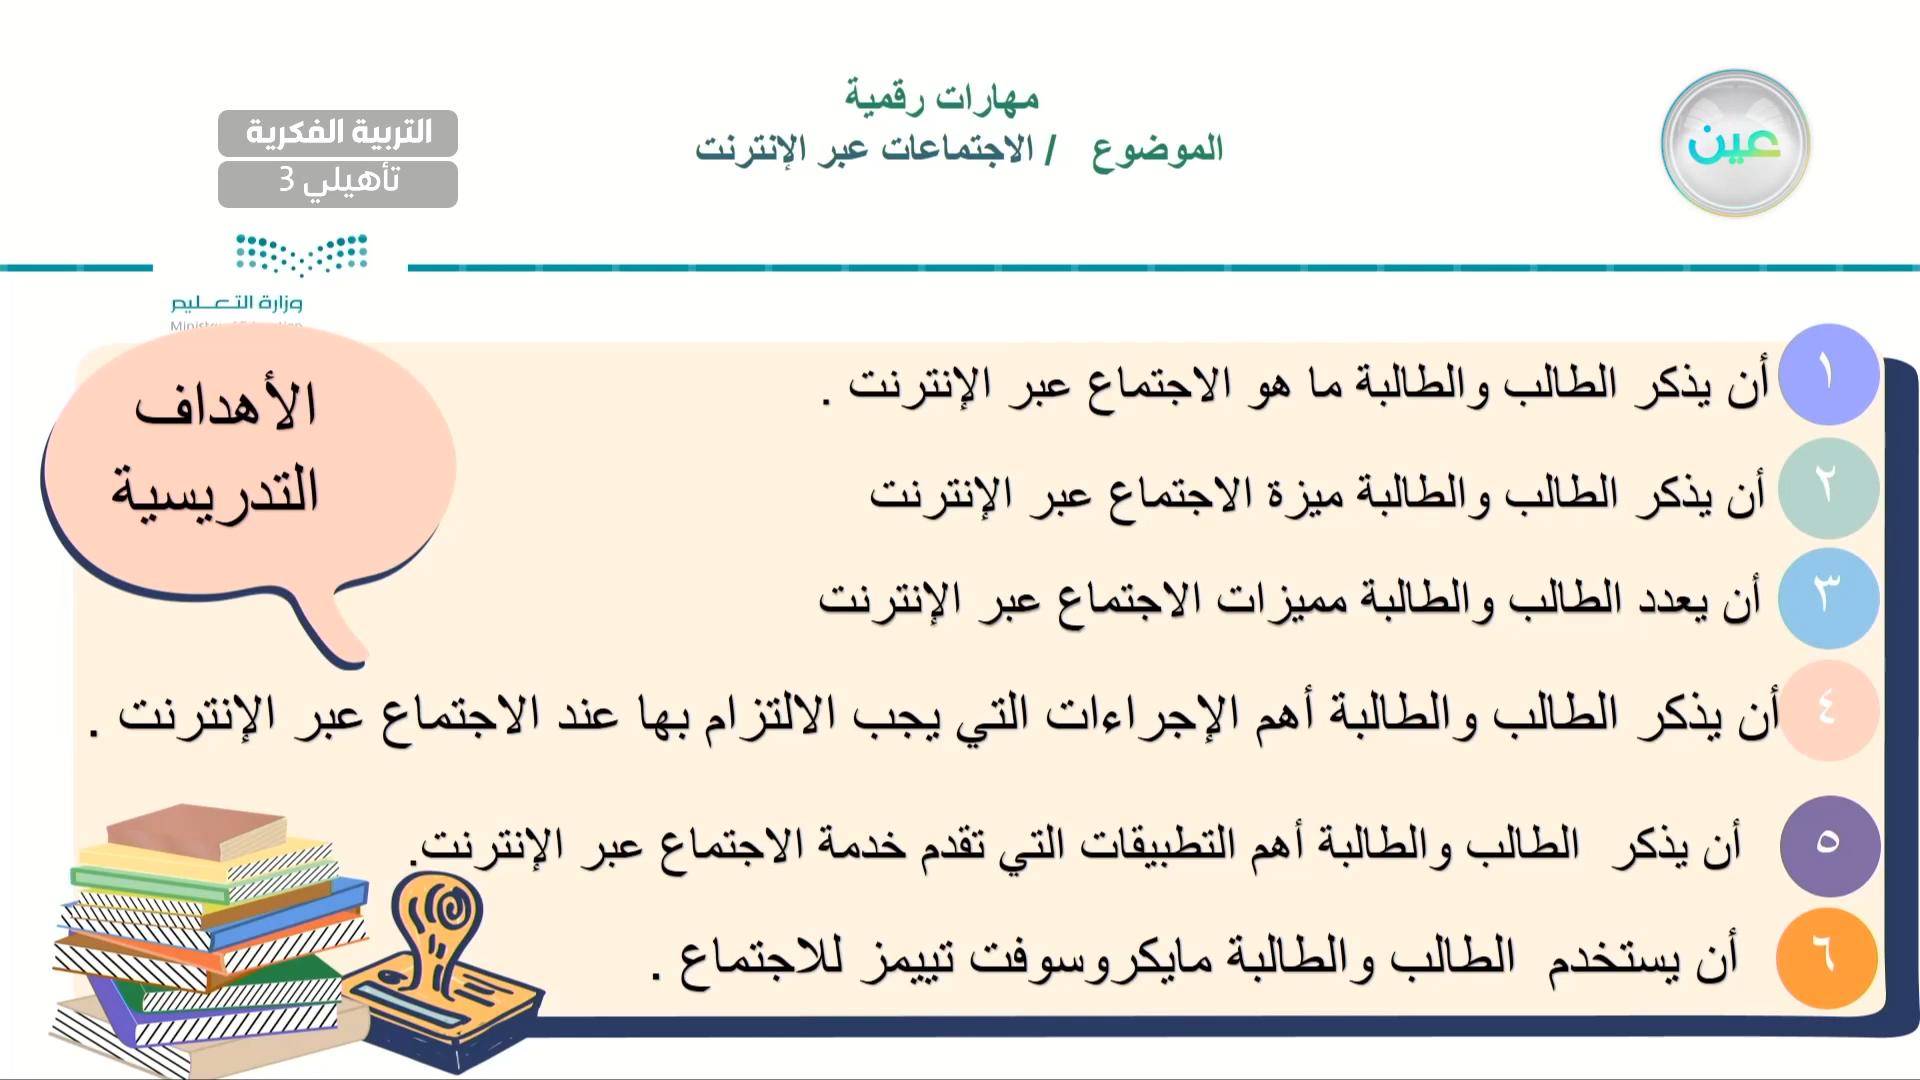 مهارات رقمية
الموضوع / الاجتماعات عبر الإنترنت
عين
التربية الفكرية
تأهيلي 3
وزارة التعليم
الأهداف
التدريسية
١ أن يذكر الطالب والطالبة ما هو الاجتماع عبر الإنترنت .
٢ أن يذكر الطالب والطالبة ميزة الاجتماع عبر الإنترنت
٣ أن يعدد الطالب والطالبة مميزات الاجتماع عبر الإنترنت
٤ أن يذكر الطالب والطالبة أهم الإجراءات التي يجب الالتزام بها عند الاجتماع عبر الإنترنت .
٥ أن يذكر الطالب والطالبة أهم التطبيقات التي تقدم خدمة الاجتماع عبر الإنترنت.
٦ أن يستخدم الطالب والطالبة مايكروسوفت تييمز للاجتماع .